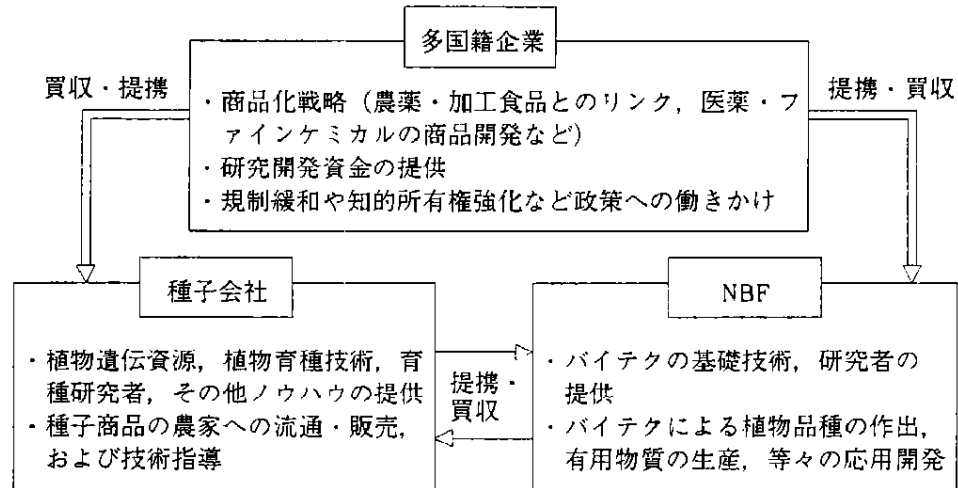 多国籍企業
買収・提携
提携・買収
・商品化戦略（農薬・加工食品とのリンク，医薬・フ
ァインケミカルの商品開発など）
・研究開発資金の提供
・規制緩和や知的所有権強化など政策への働きかけ
種子会社
・植物遺伝資源，植物育種技術，育
種研究者，その他ノウハウの提供
・種子商品の農家への流通・販売，
および技術指導
提携・
買収
NBF
・バイテクの基礎技術，研究者の
提供
・バイテクによる植物品種の作出，
有用物質の生産，等々の応用開発